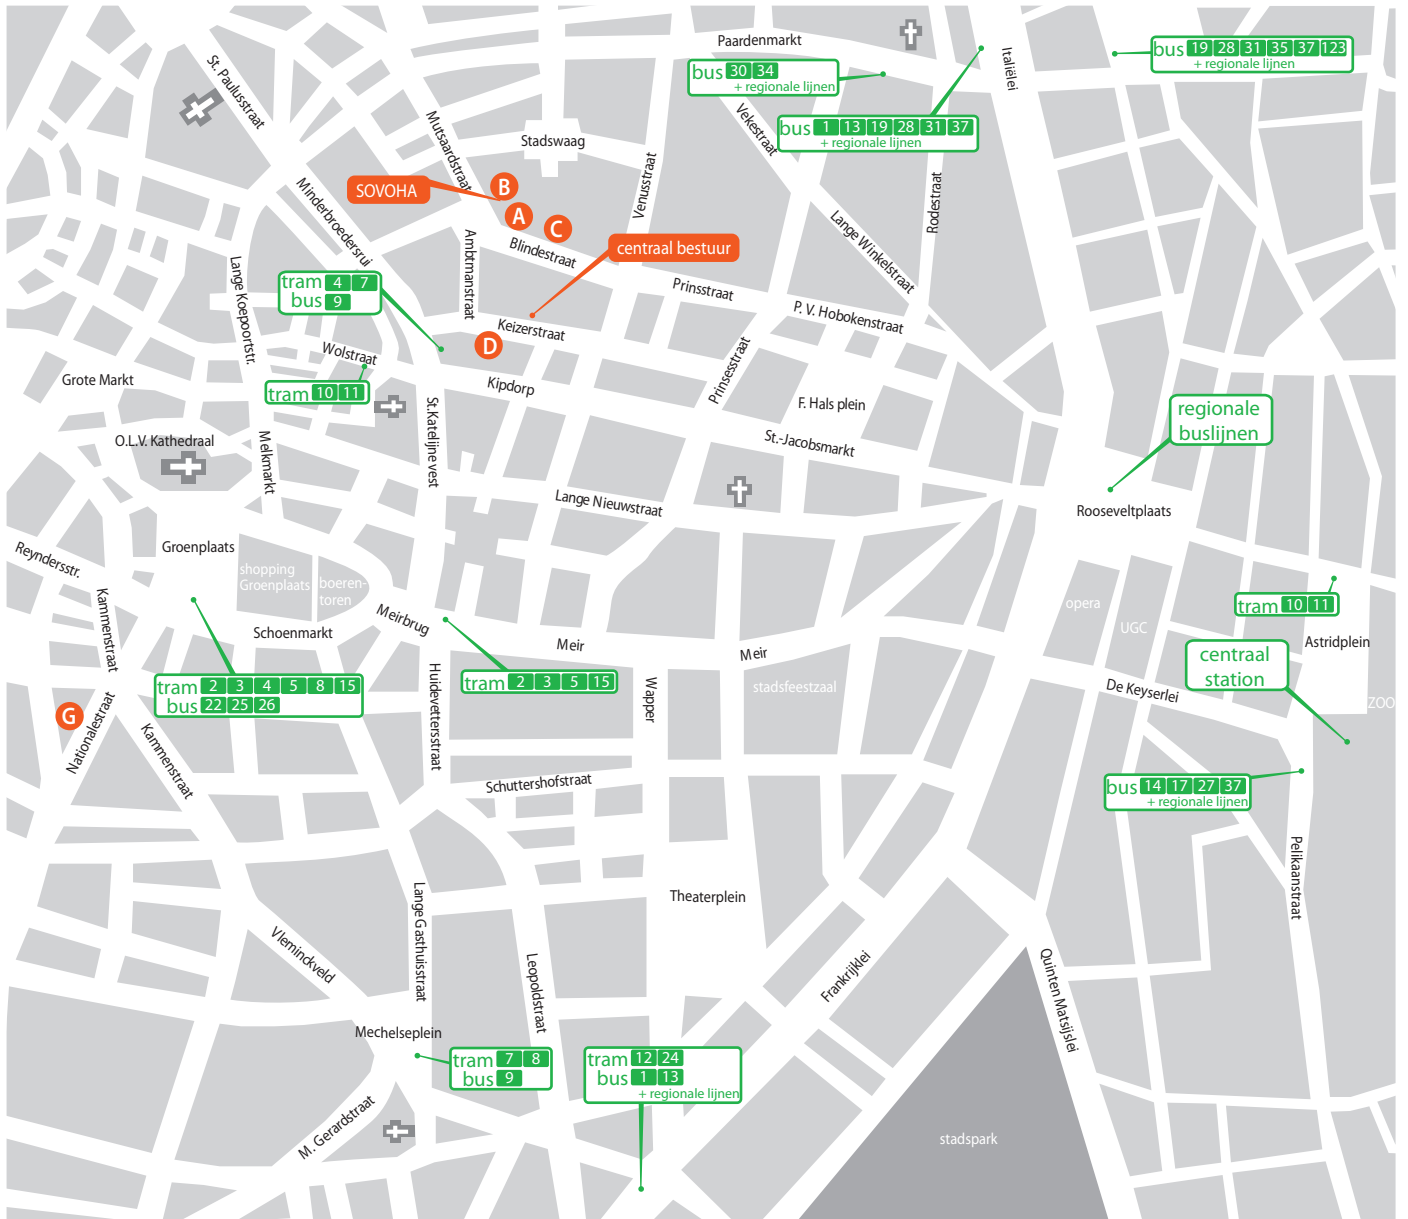 Paardenmarkt
Italiëlei
bus 19 28 31 35 37 123
+ regionale lijnen
St. Paulusstraat
bus 30 34
+ regionale lijnen
Vekestraat
bus 1 13 19 28 31 37
+ regionale lijnen
Mutsaardstraat
Stadswaag
Venusstraat
Rodestraat
SOVOHA
B
A
C
Minderbroedersrui
Ambtmanstraat
Blindestraat
centraal bestuur
Lange Winkelstraat
Lange Koepoortstr.
tram 4 7
bus 9
Prinsstraat
P. V. Hobokenstraat
Keizerstraat
D
Wolstraat
Prinsesstraat
Grote Markt
tram 10 11
Kipdorp
F. Hals plein
St.Katelijnevest
regionale
buslijnen
O.L.V. Kathedraal
Melkmarkt
St.-Jacobsmarkt
Lange Nieuwstraat
Rooseveltplaats
Reyndersstr.
Groenplaats
shopping
Groenplaats
boeren-
toren
Kammenstraat
Meirbrug
opera
UGC
tram 10 11
Schoenmarkt
Meir
Meir
Astridplein
centraal
station
tram 2 3 4 5 8 15
bus 22 25 26
tram 2 3 5 15
Wapper
stadsfeestzaal
De Keyserlei
ZOO
G
Nationalestraat
Kammenstraat
Huidevettersstraat
Schuttershofstraat
bus 14 17 27 37
+ regionale lijnen
Pelikaanstraat
Theaterplein
Lange Gasthuisstraat
Vleminckveld
Leopoldstraat
Frankrijklei
Quinten Matsijslei
Mechelseplein
tram 7 8
bus 9
tram 12 24
bus 1 13
+ regionale lijnen
M. Gerardstraat
stadspark